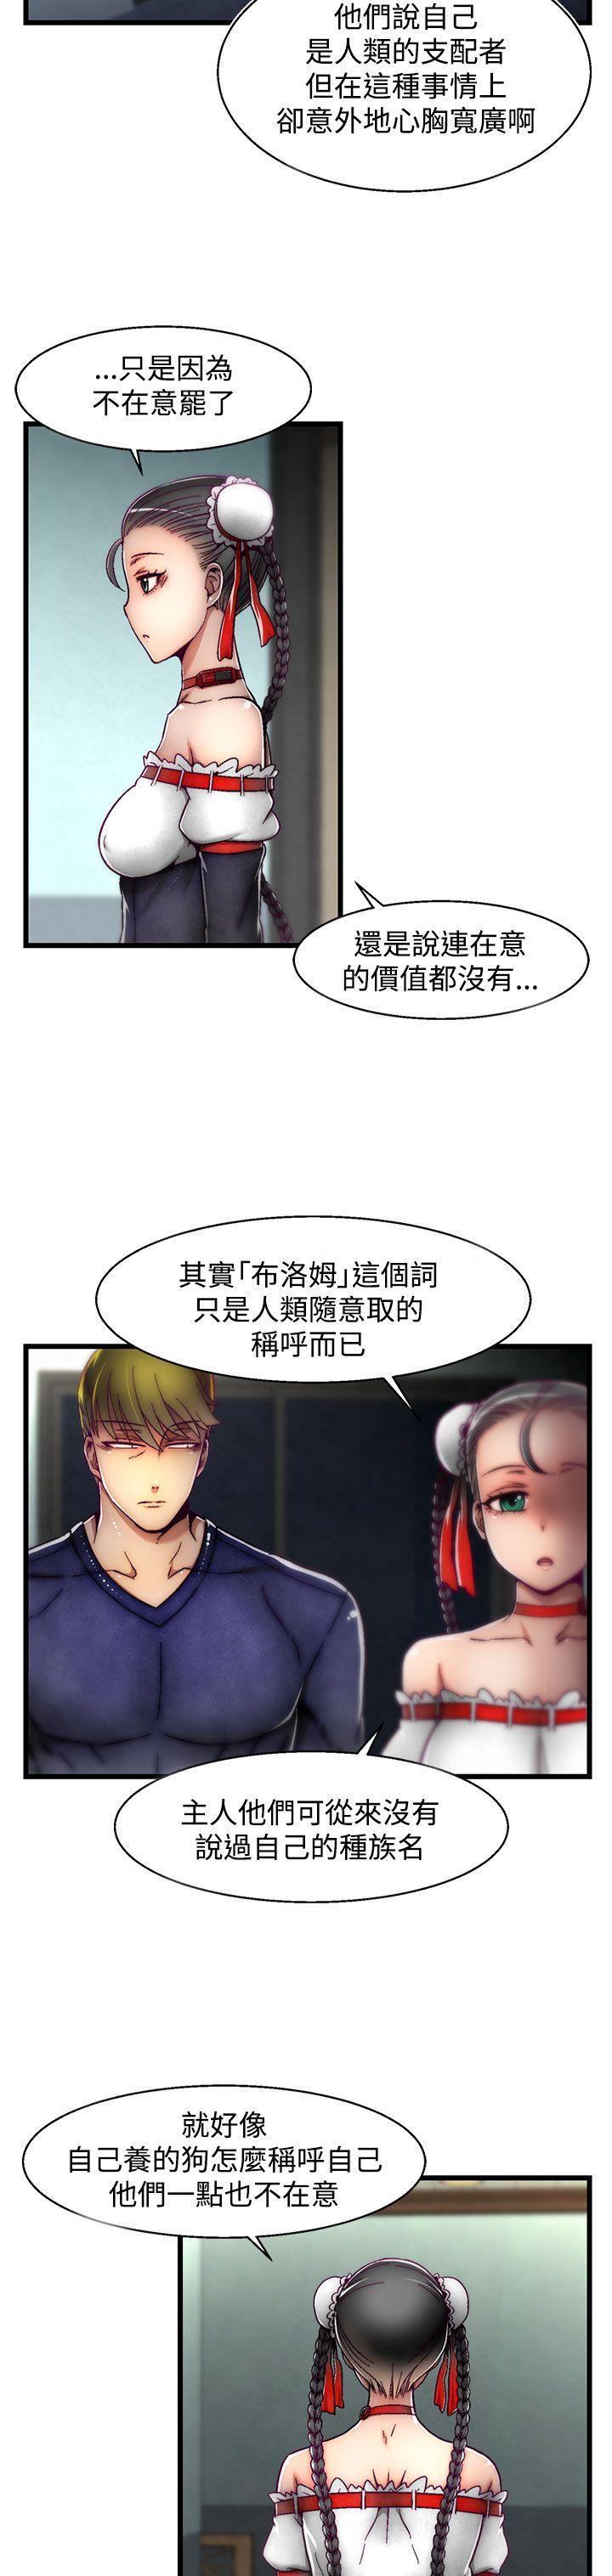 他們說自己
是人類的支配者
但在這種事情上
卻意外地心胸寬廣啊
...只是因為
不在意罷了
還是說連在意
的價值都沒有...
其實「布洛姆」這個詞
只是人類隨意取的
稱呼而已
主人他們可從來沒有
說過自己的種族名
就好像
自己養的狗怎麼稱呼自己
他們一點也不在意